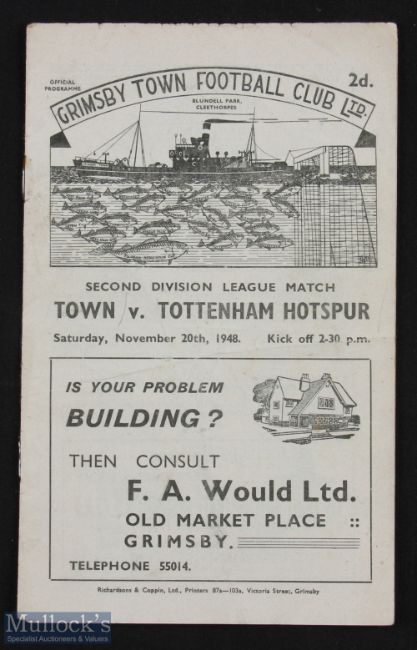 OFFICIAL
PROGRAMME
2d.
GRIMSBY TOWN FOOTBALL CLUB LTD.
BLUNDELL PARK,
CLEETHORPES
SECOND DIVISION LEAGUE MATCH
TOWN v. TOTTENHAM HOTSPUR
Saturday, November 20th, 1948. Kick off 2-30 p.m.
IS YOUR PROBLEM
BUILDING?
THEN CONSULT
F. A. Would Ltd.
OLD MARKET PLACE ::
GRIMSBY.
TELEPHONE 55014.
Richardsons & Coppin, Ltd., Printers 87a—103a, Victoria Street, Grimsby
Mullock's
Specialist Auctioneers & Valuers